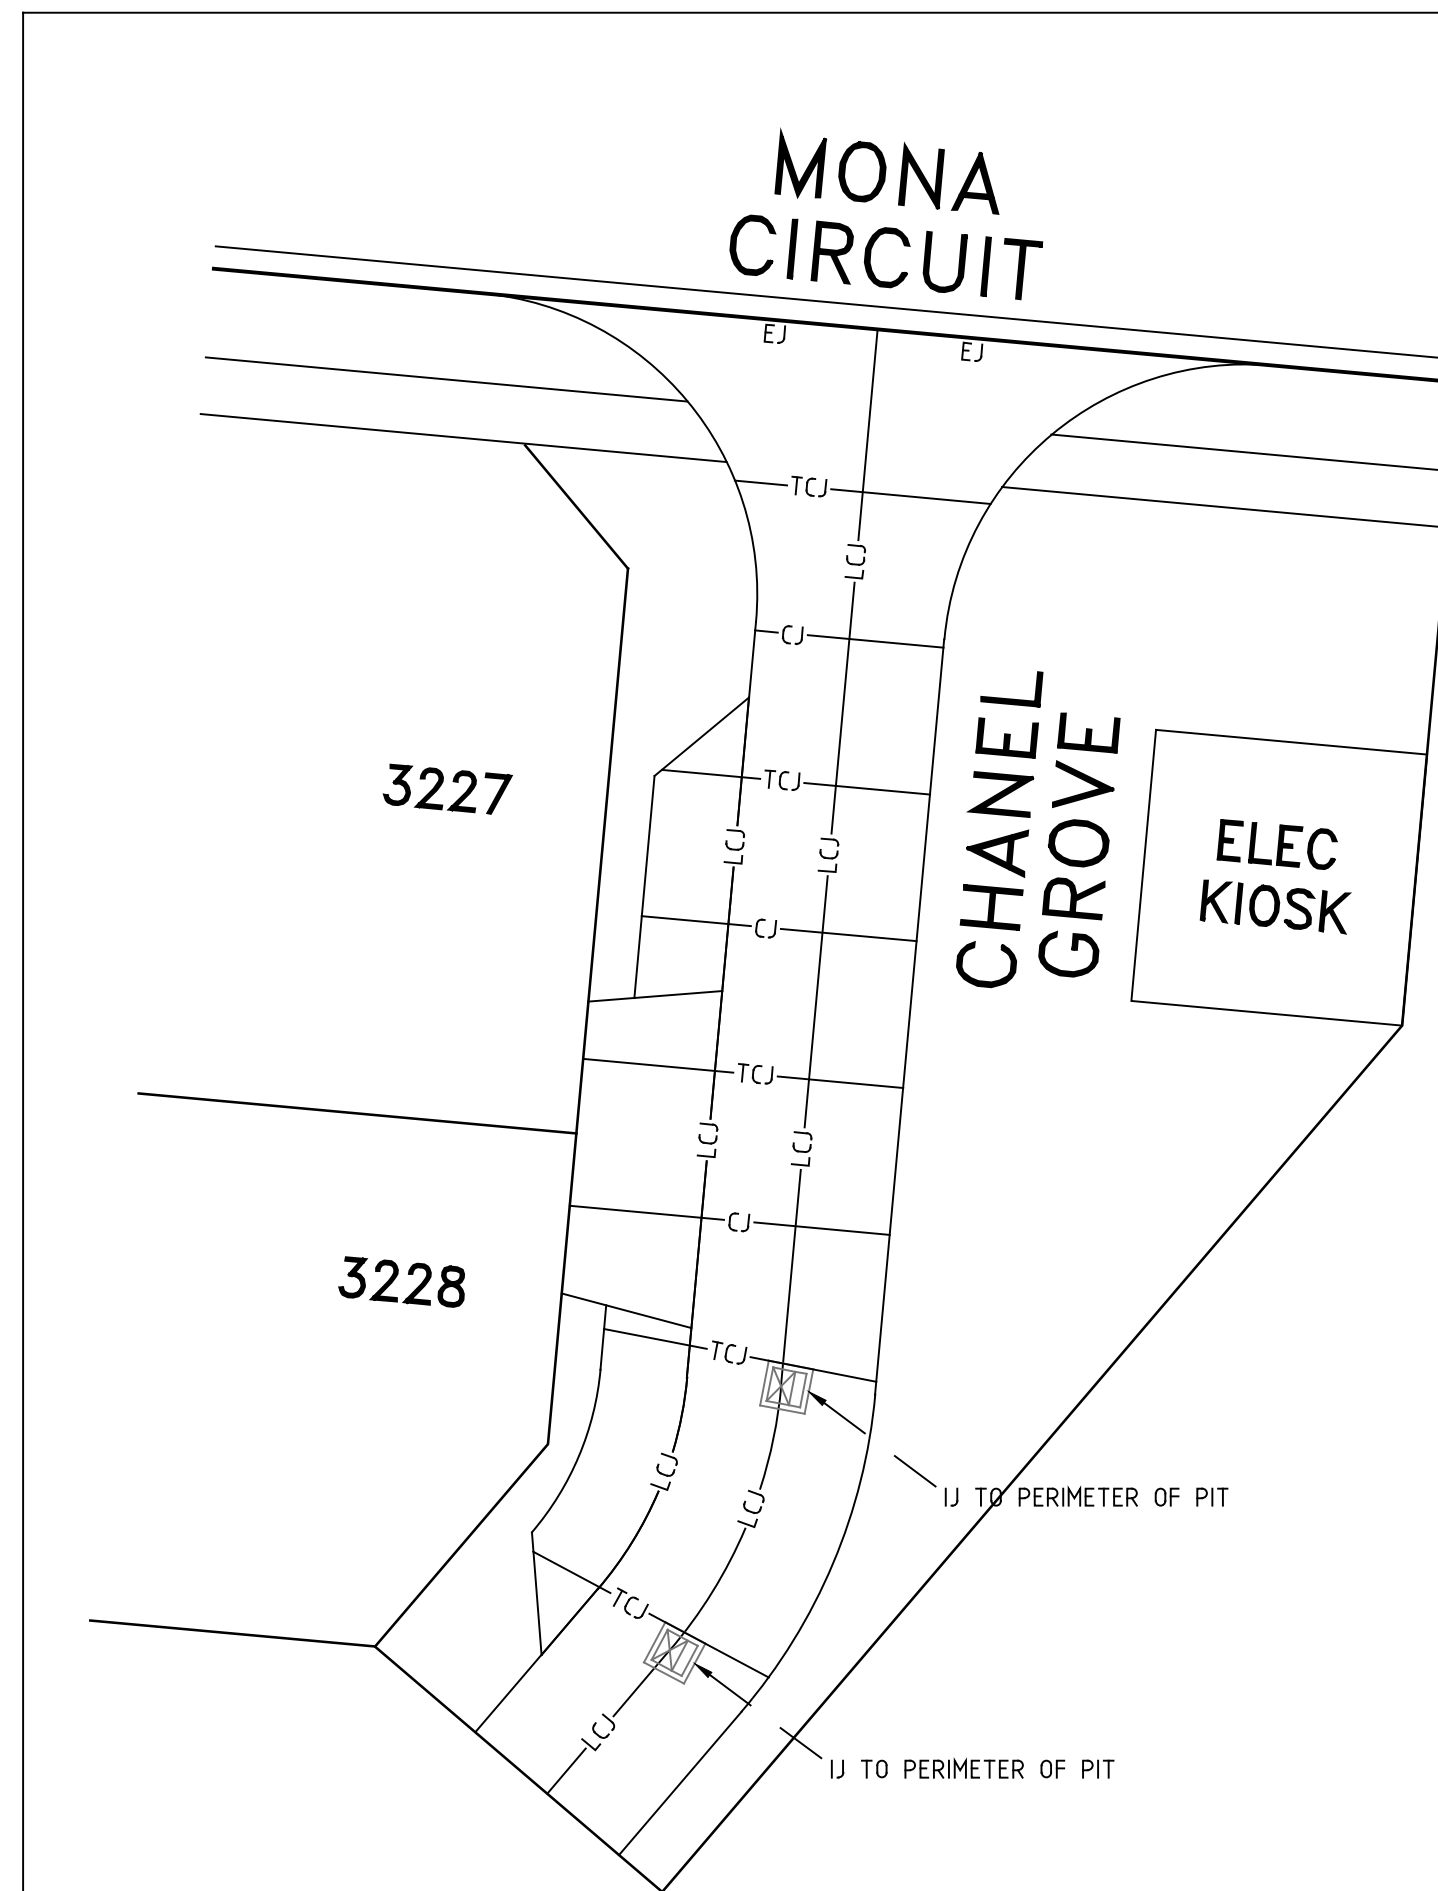 MONA
CIRCUIT
EJ
EJ
TCJ
LCJ
CJ
CHANEL
GROVE
TCJ
3227
LCJ
LCJ
ELEC
KIOSK
CJ
TCJ
LCJ
LCJ
CJ
3228
TCJ
LCJ
LCJ
IJ TO PERIMETER OF PIT
TCJ
LCJ
IJ TO PERIMETER OF PIT